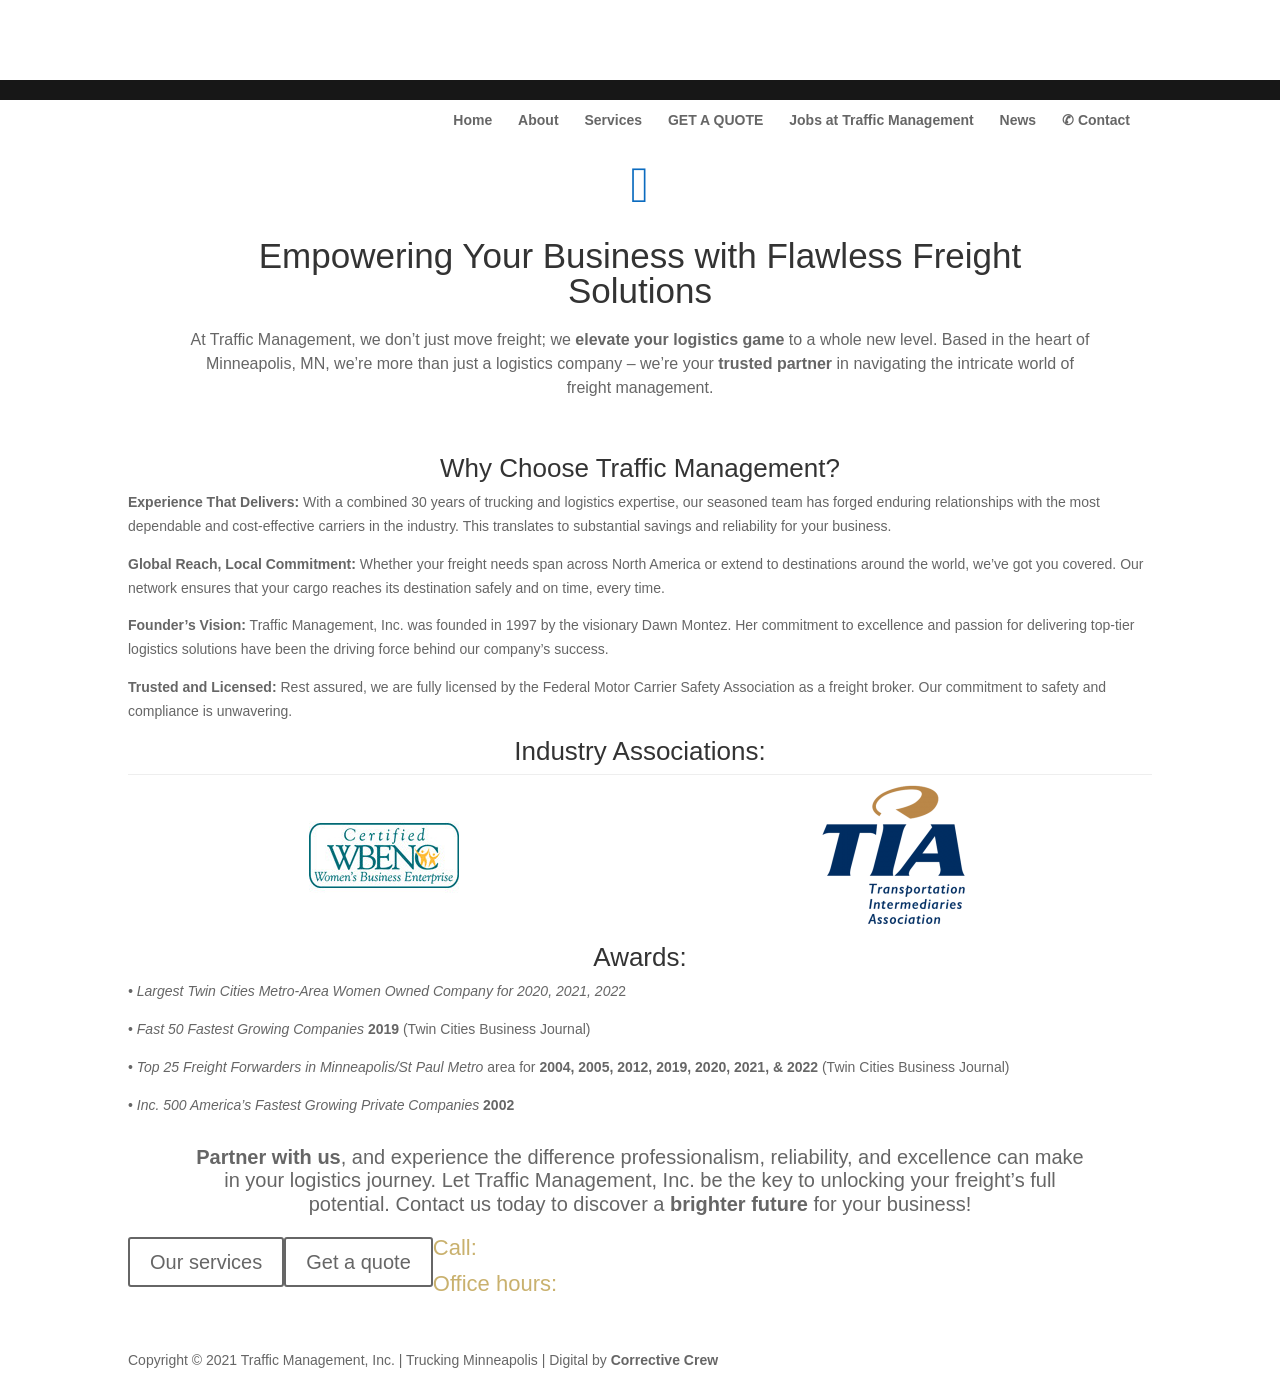 Home About Services GET A QUOTE Jobs at Traffic Management News ✆ Contact
Empowering Your Business with Flawless Freight
Solutions
At Traffic Management, we don’t just move freight; we elevate your logistics game to a whole new level. Based in the heart of
Minneapolis, MN, we’re more than just a logistics company – we’re your trusted partner in navigating the intricate world of
freight management.
Why Choose Traffic Management?
Experience That Delivers: With a combined 30 years of trucking and logistics expertise, our seasoned team has forged enduring relationships with the most
dependable and cost-effective carriers in the industry. This translates to substantial savings and reliability for your business.
Global Reach, Local Commitment: Whether your freight needs span across North America or extend to destinations around the world, we’ve got you covered. Our
network ensures that your cargo reaches its destination safely and on time, every time.
Founder’s Vision: Traffic Management, Inc. was founded in 1997 by the visionary Dawn Montez. Her commitment to excellence and passion for delivering top-tier
logistics solutions have been the driving force behind our company’s success.
Trusted and Licensed: Rest assured, we are fully licensed by the Federal Motor Carrier Safety Association as a freight broker. Our commitment to safety and
compliance is unwavering.
Industry Associations:
Certified
WBENC
Women's Business Enterprise
TIA
Transportation
Intermediaries
Association
Awards:
• Largest Twin Cities Metro-Area Women Owned Company for 2020, 2021, 2022
• Fast 50 Fastest Growing Companies 2019 (Twin Cities Business Journal)
• Top 25 Freight Forwarders in Minneapolis/St Paul Metro area for 2004, 2005, 2012, 2019, 2020, 2021, & 2022 (Twin Cities Business Journal)
• Inc. 500 America’s Fastest Growing Private Companies 2002
Partner with us, and experience the difference professionalism, reliability, and excellence can make
in your logistics journey. Let Traffic Management, Inc. be the key to unlocking your freight’s full
potential. Contact us today to discover a brighter future for your business!
Our services Get a quote Call:
Office hours:
Copyright © 2021 Traffic Management, Inc. | Trucking Minneapolis | Digital by Corrective Crew